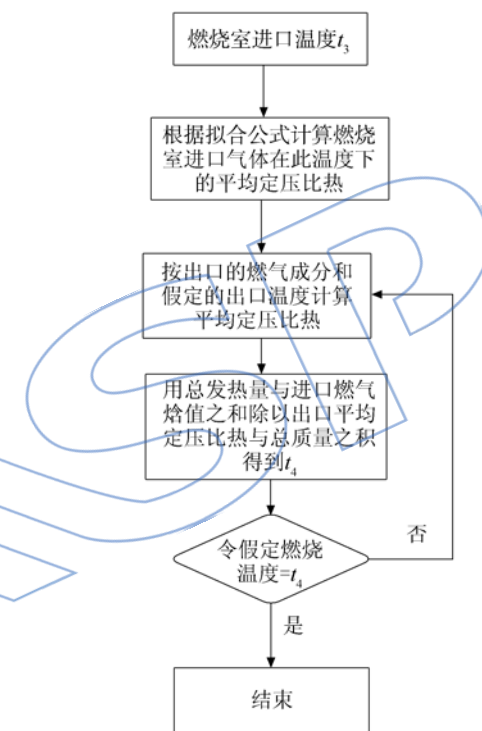 燃烧室进口温度t₃
根据拟合公式计算燃烧
室进口气体在此温度下
的平均定压比热
按出口的燃气成分和
假定的出口温度计算
平均定压比热
用总发热量与进口燃气
焓值之和除以出口平均
定压比热与总质量之积
得到t₄
令假定燃烧
温度=t₄
否
是
结束